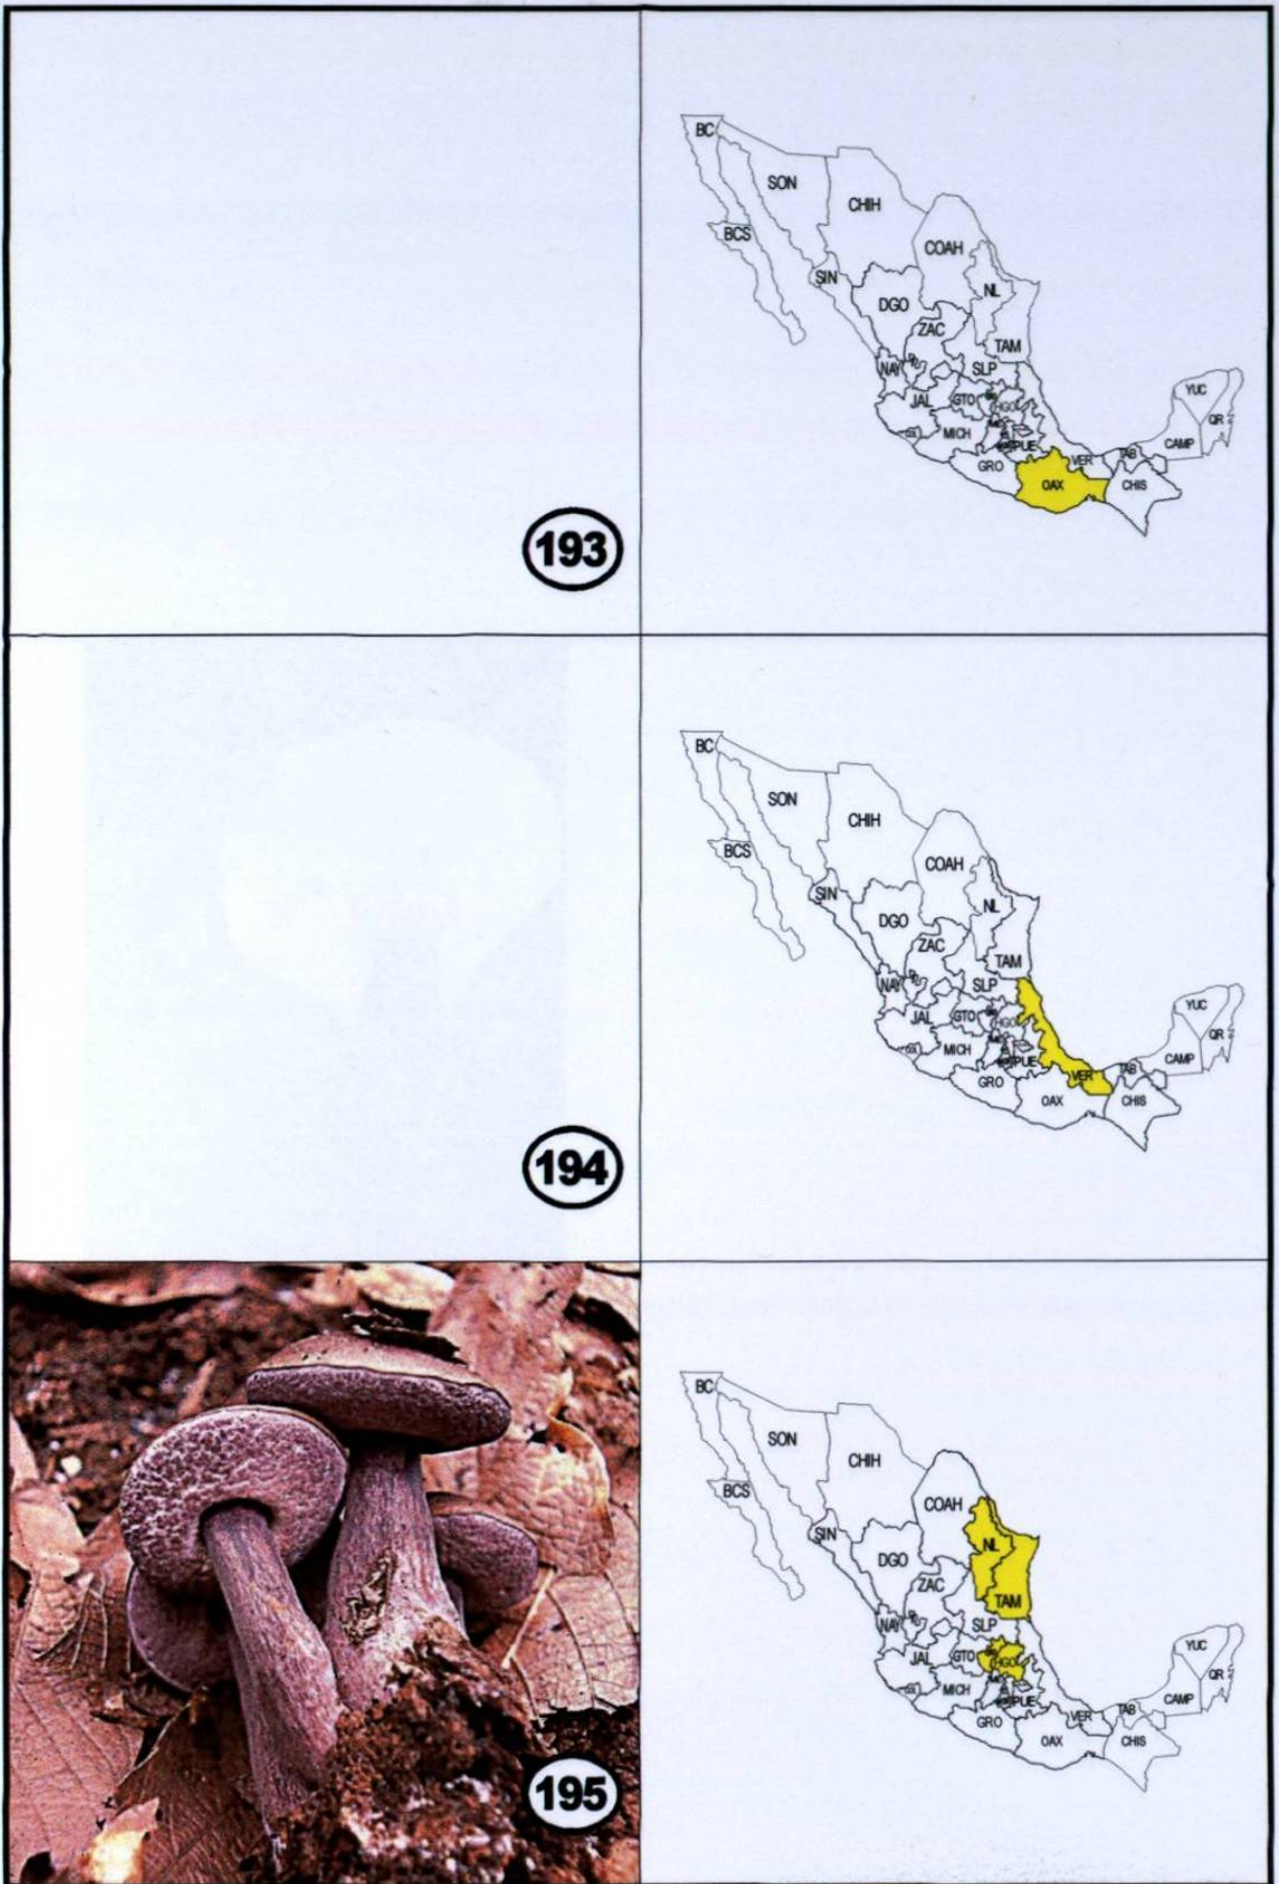 BC
SON
CHIH
BCS
COAH
SIN
NL
DGO
ZAC
TAM
NAY
SLP
JAL
GTO
HGO
MICH
PUE
GRO
OAX
VER
TAB
CHIS
CAMP
YUC
QR
193
BC
SON
CHIH
BCS
COAH
SIN
NL
DGO
ZAC
TAM
NAY
SLP
JAL
GTO
HGO
MICH
PUE
GRO
OAX
VER
TAB
CHIS
CAMP
YUC
QR
194
BC
SON
CHIH
BCS
COAH
SIN
NL
DGO
ZAC
TAM
NAY
SLP
JAL
GTO
HGO
MICH
PUE
GRO
OAX
VER
TAB
CHIS
CAMP
YUC
QR
195